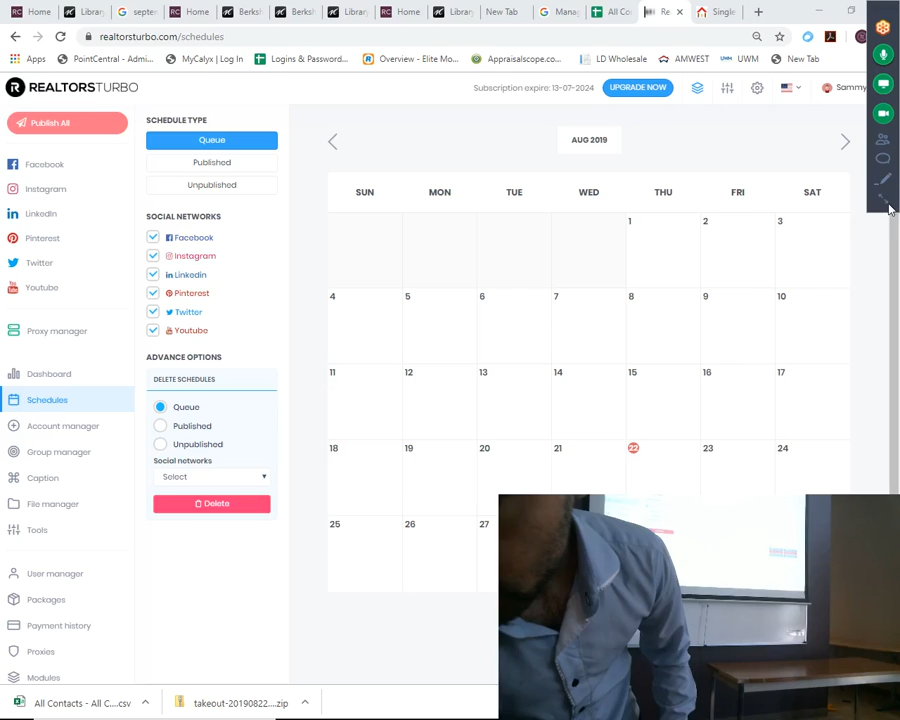 Home
Library
septe
Home
Berks
Berks
Library
Home
Library
New Tab
Mana
All Co
Re
Single
realtorsturbo.com/schedules
Apps
PointCentral - Admi...
MyCalyx | Log In
Logins & Password...
Overview - Elite Mo...
Appraisalscope.co...
LD Wholesale
AMWEST
UWM
New Tab
REALTORSTURBO
Subscription expire: 13-07-2024
UPGRADE NOW
Sammy
Publish All
Facebook
Instagram
LinkedIn
Pinterest
Twitter
Youtube
Proxy manager
Dashboard
Schedules
Account manager
Group manager
Caption
File manager
Tools
User manager
Packages
Payment history
Proxies
Modules
SCHEDULE TYPE
Queue
Published
Unpublished
SOCIAL NETWORKS
Facebook
Instagram
Linkedin
Pinterest
Twitter
Youtube
ADVANCE OPTIONS
DELETE SCHEDULES
Queue
Published
Unpublished
Social networks
Select
Delete
AUG 2019
SUN MON TUE WED THU FRI SAT
1 2 3
4 5 6 7 8 9 10
11 12 13 14 15 16 17
18 19 20 21 22 23 24
25 26 27
All Contacts - All C....csv
takeout-20190822....zip